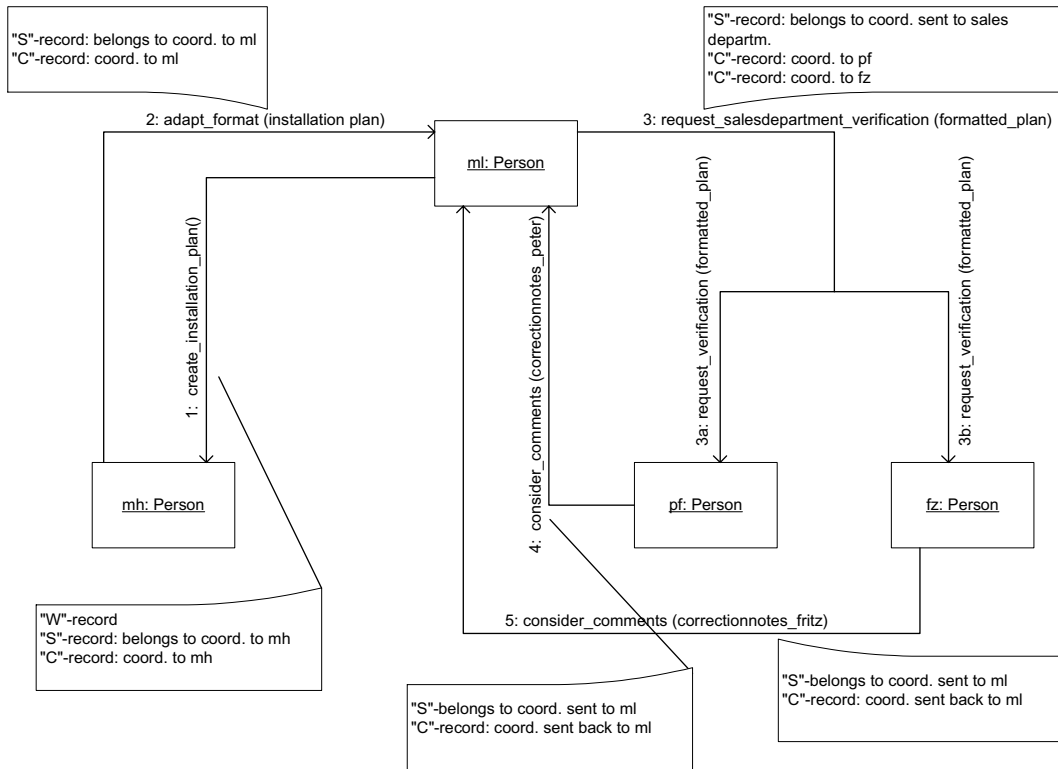 "S"-record: belongs to coord. to ml
"C"-record: coord. to ml
"S"-record: belongs to coord. sent to sales
departm.
"C"-record: coord. to pf
"C"-record: coord. to fz
2: adapt_format (installation plan)
3: request_salesdepartment_verification (formatted_plan)
ml: Person
1: create_installation_plan()
4: consider_comments (correctionnotes_peter)
3a: request_verification (formatted_plan)
3b: request_verification (formatted_plan)
mh: Person
pf: Person
fz: Person
5: consider_comments (correctionnotes_fritz)
"W"-record
"S"-record: belongs to coord. to mh
"C"-record: coord. to mh
"S"-belongs to coord. sent to ml
"C"-record: coord. sent back to ml
"S"-belongs to coord. sent to ml
"C"-record: coord. sent back to ml